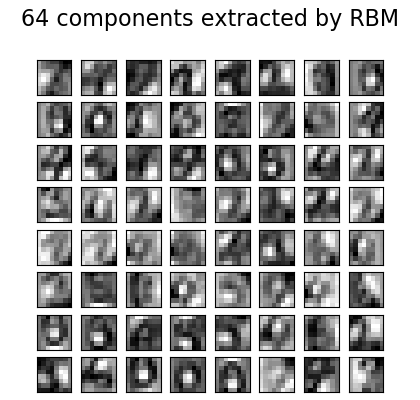 64 components extracted by RBM